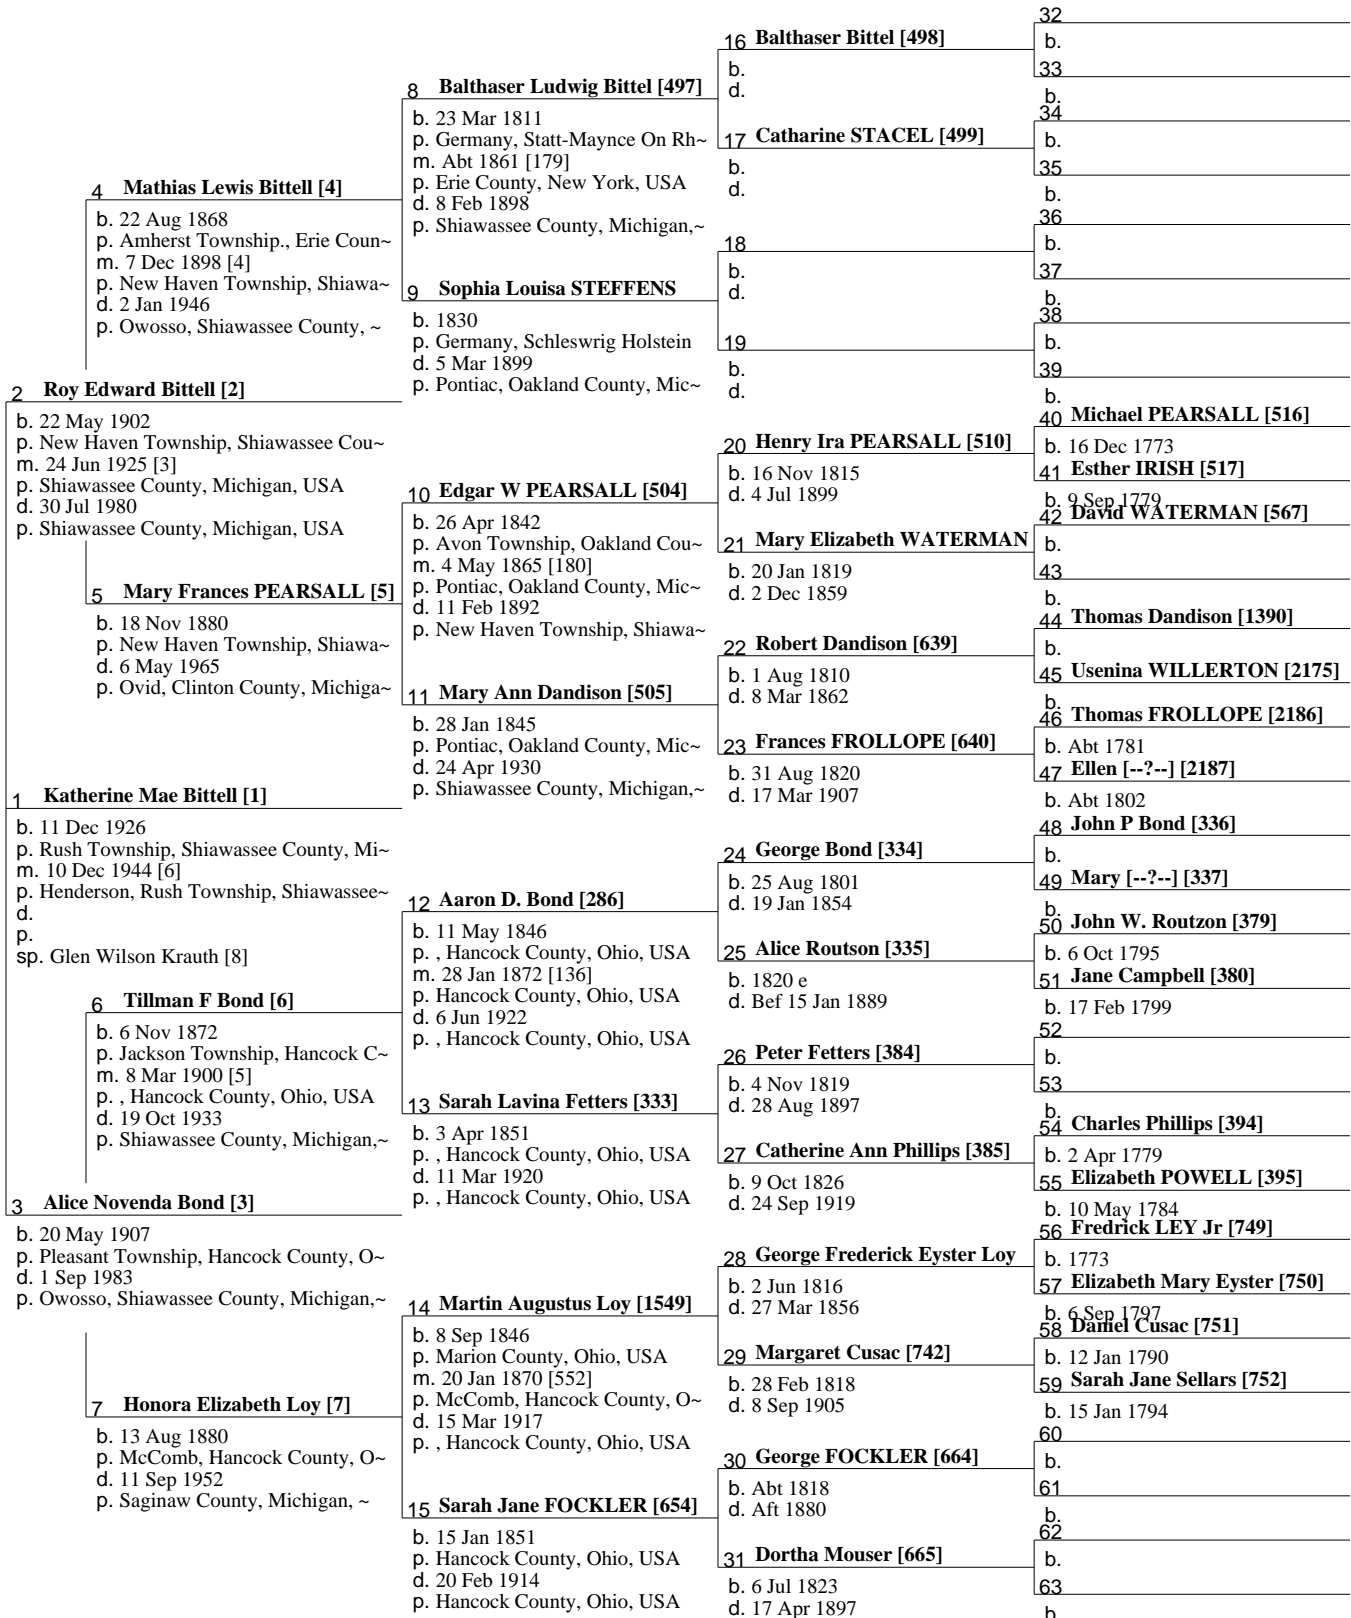 1 Katherine Mae Bittell [1]
b. 11 Dec 1926
p. Rush Township, Shiawassee County, Mi~
m. 10 Dec 1944 [6]
p. Henderson, Rush Township, Shiawassee~
d.
p.
sp. Glen Wilson Krauth [8]
2 Roy Edward Bittell [2]
b. 22 May 1902
p. New Haven Township, Shiawassee Cou~
m. 24 Jun 1925 [3]
p. Shiawassee County, Michigan, USA
d. 30 Jul 1980
p. Shiawassee County, Michigan, USA
3 Alice Novenda Bond [3]
b. 20 May 1907
p. Pleasant Township, Hancock County, O~
d. 1 Sep 1983
p. Owosso, Shiawassee County, Michigan,~
4 Mathias Lewis Bittell [4]
b. 22 Aug 1868
p. Amherst Township., Erie Coun~
m. 7 Dec 1898 [4]
p. New Haven Township, Shiawa~
d. 2 Jan 1946
p. Owosso, Shiawassee County, ~
5 Mary Frances PEARSALL [5]
b. 18 Nov 1880
p. New Haven Township, Shiawa~
d. 6 May 1965
p. Ovid, Clinton County, Michiga~
6 Tillman F Bond [6]
b. 6 Nov 1872
p. Jackson Township, Hancock C~
m. 8 Mar 1900 [5]
p. , Hancock County, Ohio, USA
d. 19 Oct 1933
p. Shiawassee County, Michigan,~
7 Honora Elizabeth Loy [7]
b. 13 Aug 1880
p. McComb, Hancock County, O~
d. 11 Sep 1952
p. Saginaw County, Michigan, ~
8 Balthaser Ludwig Bittel [497]
b. 23 Mar 1811
p. Germany, Statt-Maynce On Rh~
m. Abt 1861 [179]
p. Erie County, New York, USA
d. 8 Feb 1898
p. Shiawassee County, Michigan,~
9 Sophia Louisa STEFFENS
b. 1830
p. Germany, Schleswrig Holstein
d. 5 Mar 1899
p. Pontiac, Oakland County, Mic~
10 Edgar W PEARSALL [504]
b. 26 Apr 1842
p. Avon Township, Oakland Cou~
m. 4 May 1865 [180]
p. Pontiac, Oakland County, Mic~
d. 11 Feb 1892
p. New Haven Township, Shiawa~
11 Mary Ann Dandison [505]
b. 28 Jan 1845
p. Pontiac, Oakland County, Mic~
d. 24 Apr 1930
p. Shiawassee County, Michigan,~
12 Aaron D. Bond [286]
b. 11 May 1846
p. , Hancock County, Ohio, USA
m. 28 Jan 1872 [136]
p. Hancock County, Ohio, USA
d. 6 Jun 1922
p. , Hancock County, Ohio, USA
13 Sarah Lavina Fetters [333]
b. 3 Apr 1851
p. , Hancock County, Ohio, USA
d. 11 Mar 1920
p. , Hancock County, Ohio, USA
14 Martin Augustus Loy [1549]
b. 8 Sep 1846
p. Marion County, Ohio, USA
m. 20 Jan 1870 [552]
p. McComb, Hancock County, O~
d. 15 Mar 1917
p. , Hancock County, Ohio, USA
15 Sarah Jane FOCKLER [654]
b. 15 Jan 1851
p. Hancock County, Ohio, USA
d. 20 Feb 1914
p. Hancock County, Ohio, USA
16 Balthaser Bittel [498]
b.
d.
17 Catharine STACEL [499]
b.
d.
18
b.
d.
19
b.
d.
20 Henry Ira PEARSALL [510]
b. 16 Nov 1815
d. 4 Jul 1899
21 Mary Elizabeth WATERMAN
b. 20 Jan 1819
d. 2 Dec 1859
22 Robert Dandison [639]
b. 1 Aug 1810
d. 8 Mar 1862
23 Frances FROLLOPE [640]
b. 31 Aug 1820
d. 17 Mar 1907
24 George Bond [334]
b. 25 Aug 1801
d. 19 Jan 1854
25 Alice Routson [335]
b. 1820 e
d. Bef 15 Jan 1889
26 Peter Fetters [384]
b. 4 Nov 1819
d. 28 Aug 1897
27 Catherine Ann Phillips [385]
b. 9 Oct 1826
d. 24 Sep 1919
28 George Frederick Eyster Loy
b. 2 Jun 1816
d. 27 Mar 1856
29 Margaret Cusac [742]
b. 28 Feb 1818
d. 8 Sep 1905
30 George FOCKLER [664]
b. Abt 1818
d. Aft 1880
31 Dortha Mouser [665]
b. 6 Jul 1823
d. 17 Apr 1897
32
b.
33
b.
34
b.
35
b.
36
b.
37
b.
38
b.
39
b.
40 Michael PEARSALL [516]
b. 16 Dec 1773
41 Esther IRISH [517]
b. 9 Sep 1779
42 David WATERMAN [567]
b.
43
b.
44 Thomas Dandison [1390]
b.
45 Usenina WILLERTON [2175]
b.
46 Thomas FROLLOPE [2186]
b. Abt 1781
47 Ellen [--?--] [2187]
b. Abt 1802
48 John P Bond [336]
b.
49 Mary [--?--] [337]
b.
50 John W. Routzon [379]
b. 6 Oct 1795
51 Jane Campbell [380]
b. 17 Feb 1799
52
b.
53
b.
54 Charles Phillips [394]
b. 2 Apr 1779
55 Elizabeth POWELL [395]
b. 10 May 1784
56 Fredrick LEY Jr [749]
b. 1773
57 Elizabeth Mary Eyster [750]
b. 6 Sep 1797
58 Daniel Cusac [751]
b. 12 Jan 1790
59 Sarah Jane Sellars [752]
b. 15 Jan 1794
60
b.
61
b.
62
b.
63
b.